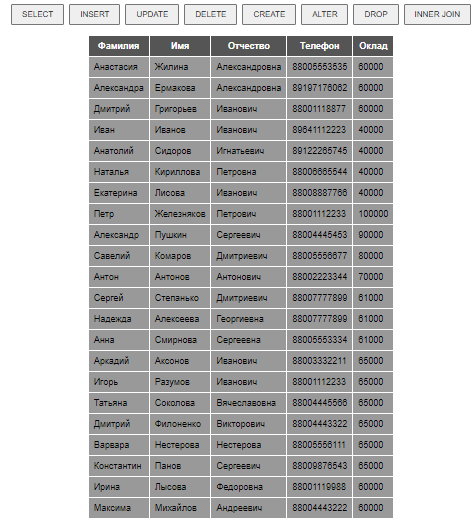 SELECT INSERT UPDATE DELETE CREATE ALTER DROP INNER JOIN
Фамилия Имя Отчество Телефон Оклад
Анастасия Жилина Александровна 88005553535 60000
Александра Ермакова Александровна 89197176062 60000
Дмитрий Григорьев Иванович 88001118877 60000
Иван Иванов Иванович 89641112223 40000
Анатолий Сидоров Игнатьевич 89122265745 40000
Наталья Кириллова Петровна 88006665544 40000
Екатерина Лисова Иванович 88008887766 40000
Петр Железняков Петрович 88001112233 100000
Александр Пушкин Сергеевич 88004445453 90000
Савелий Комаров Дмитриевич 88005556677 80000
Антон Антонов Антонович 88002223344 70000
Сергей Степанько Дмитриевич 88007777899 61000
Надежда Алексеева Георгиевна 88007777899 61000
Анна Смирнова Сергеевна 88005553334 61000
Аркадий Аксонов Иванович 88003332211 65000
Игорь Разумов Иванович 88001112233 65000
Татьяна Соколова Вячеславовна 88004445566 65000
Дмитрий Филоненко Викторович 88004443322 65000
Варвара Нестерова Нестерова 88005556111 65000
Константин Панов Сергеевич 88009876543 65000
Ирина Лысова Федоровна 88001119988 60000
Максима Михайлов Андреевич 88004443222 60000